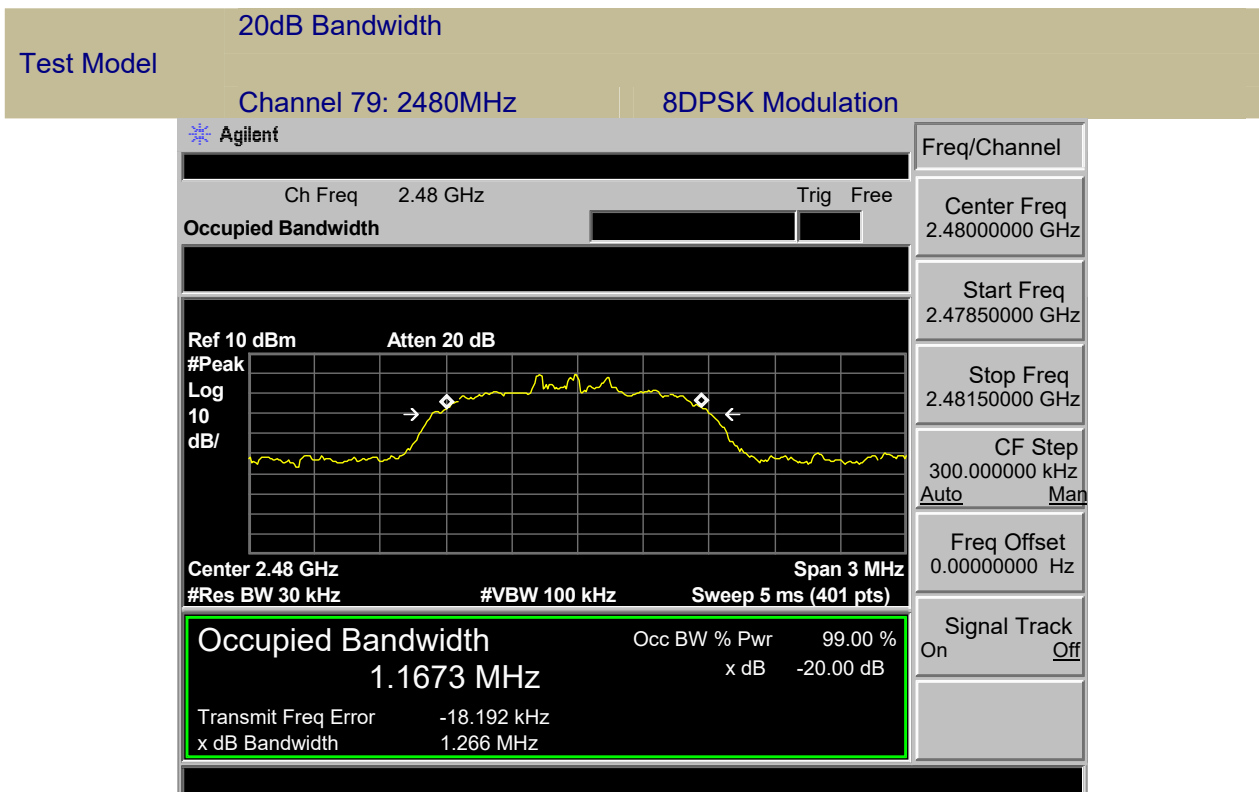 20dB Bandwidth
Test Model
Channel 79: 2480MHz 8DPSK Modulation
Agilent
Freq/Channel
Ch Freq 2.48 GHz Trig Free
Occupied Bandwidth
Center Freq
2.48000000 GHz
Start Freq
2.47850000 GHz
Stop Freq
2.48150000 GHz
CF Step
300.000000 kHz
Auto Man
Freq Offset
0.00000000 Hz
Signal Track
On Off
Ref 10 dBm Atten 20 dB
#Peak
Log
10
dB/
Center 2.48 GHz Span 3 MHz
#Res BW 30 kHz #VBW 100 kHz Sweep 5 ms (401 pts)
Occupied Bandwidth Occ BW % Pwr 99.00 %
1.1673 MHz x dB -20.00 dB
Transmit Freq Error -18.192 kHz
x dB Bandwidth 1.266 MHz